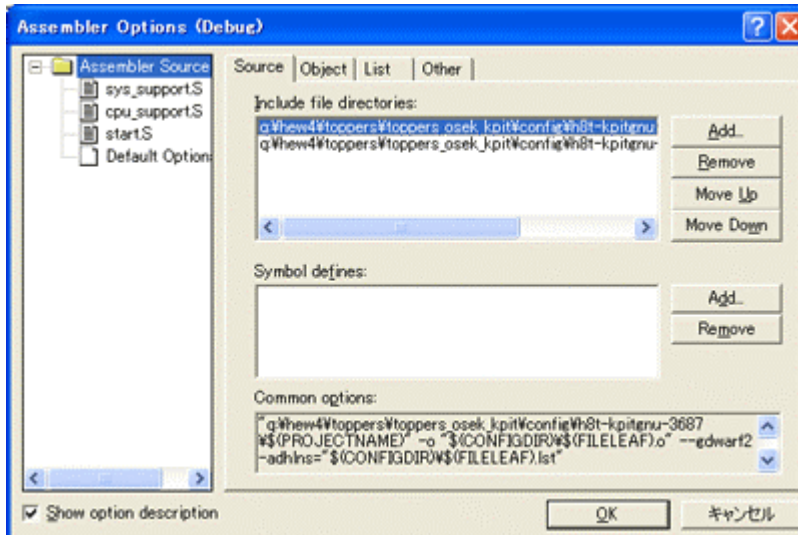 Assembler Options (Debug)
Assembler Source
sys_support.S
cpu_support.S
start.S
Default Option
Source Object List Other
Include file directories:
q:¥hew4¥toppers¥toppers_osek_kpit¥config¥h8t-kpitgnu
q:¥hew4¥toppers¥toppers_osek_kpit¥config¥h8t-kpitgnu-
Add...
Remove
Move Up
Move Down
Symbol defines:
Add...
Remove
Common options:
"q:¥hew4¥toppers¥toppers_osek_kpit¥config¥h8t-kpitgnu-3687
¥$(PROJECTNAME)" -o "$(CONFIGDIR)¥$(FILELEAF).o" --gdwarf2
-adhlns="$(CONFIGDIR)¥$(FILELEAF).lst"
Show option description
OK
キャンセル